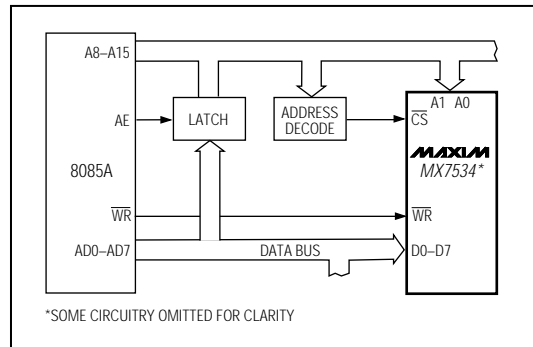 A8–A15
A1 A0
AE
LATCH
ADDRESS
DECODE
CS
MAXIM
MX7534*
8085A
WR
WR
AD0–AD7
DATA BUS
D0–D7
*SOME CIRCUITRY OMITTED FOR CLARITY